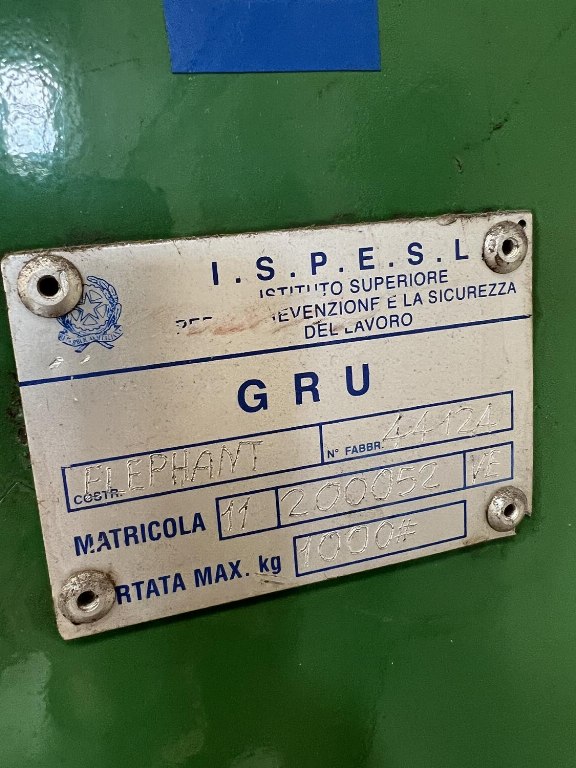 I.S.P.E.S.L
ISTITUTO SUPERIORE
EVENZIONE E LA SICUREZZA
DEL LAVORO
GRU
COSTR. ELEPHANT N° FABBR. 44124
MATRICOLA 11 200052 VE
RTATA MAX. kg 1000#